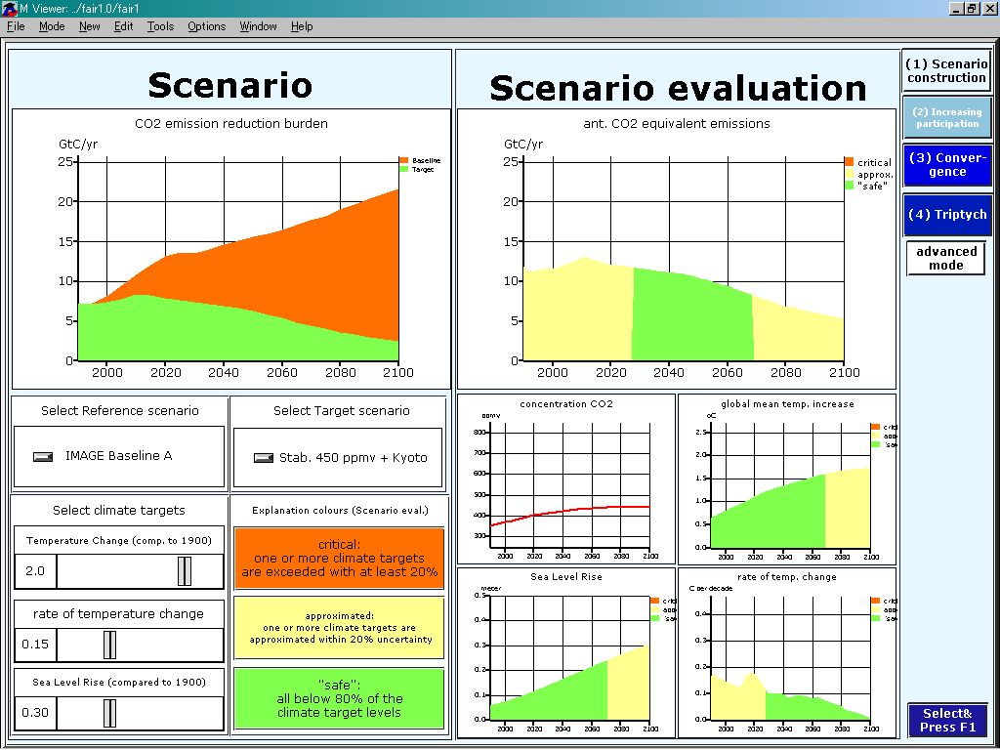 M Viewer: ../fair1.0/fair1
File Mode New Edit Tools Options Window Help
Scenario
CO2 emission reduction burden
GtC/yr
Baseline
Target
25
20
15
10
5
0
2000 2020 2040 2060 2080 2100
Scenario evaluation
ant. CO2 equivalent emissions
GtC/yr
critical
approx.
"safe"
25
20
15
10
5
0
2000 2020 2040 2060 2080 2100
(1) Scenario
construction
(2) Increasing
participation
(3) Conver-
gence
(4) Triptych
advanced
mode
Select Reference scenario
IMAGE Baseline A
Select Target scenario
Stab. 450 ppmv + Kyoto
Select climate targets
Temperature Change (comp. to 1900)
2.0
rate of temperature change
0.15
Sea Level Rise (compared to 1900)
0.30
Explanation colours (Scenario eval.)
critical:
one or more climate targets
are exceeded with at least 20%
approximated:
one or more climate targets are
approximated within 20% uncertainty
"safe":
all below 80% of the
climate target levels
concentration CO2
ppmv
800
700
600
500
400
300
2000 2020 2040 2060 2080 2100
global mean temp. increase
oC
2.5
2.0
1.5
1.0
0.5
0.0
2000 2020 2040 2060 2080 2100
Sea Level Rise
meter
0.5
0.4
0.3
0.2
0.1
0.0
2000 2020 2040 2060 2080 2100
rate of temp. change
C per decade
0.4
0.3
0.2
0.1
0.0
2000 2020 2040 2060 2080 2100
Select&
Press F1